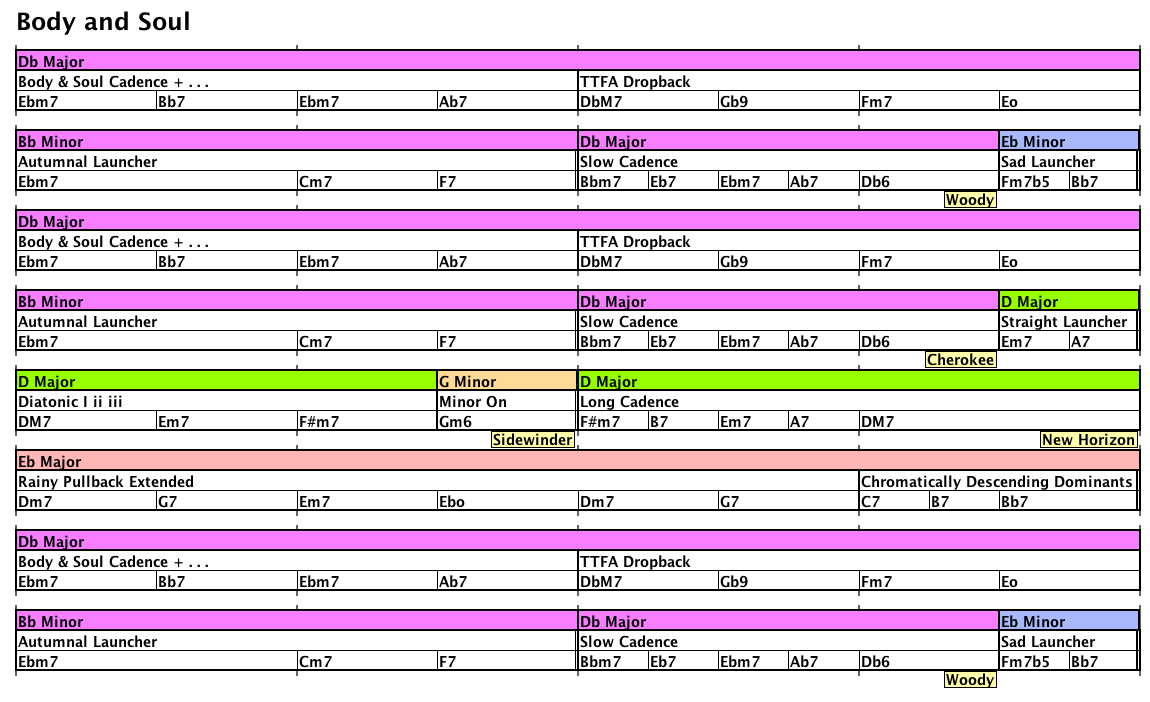 Body and Soul
Db Major
Body & Soul Cadence + . . . TTFA Dropback
Ebm7 Bb7 Ebm7 Ab7 DbM7 Gb9 Fm7 Eo
Bb Minor Db Major Eb Minor
Autumnal Launcher Slow Cadence Sad Launcher
Ebm7 Cm7 F7 Bbm7 Eb7 Ebm7 Ab7 Db6 Fm7b5 Bb7
Woody
Db Major
Body & Soul Cadence + . . . TTFA Dropback
Ebm7 Bb7 Ebm7 Ab7 DbM7 Gb9 Fm7 Eo
Bb Minor Db Major D Major
Autumnal Launcher Slow Cadence Straight Launcher
Ebm7 Cm7 F7 Bbm7 Eb7 Ebm7 Ab7 Db6 Em7 A7
Cherokee
D Major G Minor D Major
Diatonic I ii iii Minor On Long Cadence
DM7 Em7 F#m7 Gm6 F#m7 B7 Em7 A7 DM7
Sidewinder New Horizon
Eb Major
Rainy Pullback Extended Chromatically Descending Dominants
Dm7 G7 Em7 Ebo Dm7 G7 C7 B7 Bb7
Db Major
Body & Soul Cadence + . . . TTFA Dropback
Ebm7 Bb7 Ebm7 Ab7 DbM7 Gb9 Fm7 Eo
Bb Minor Db Major Eb Minor
Autumnal Launcher Slow Cadence Sad Launcher
Ebm7 Cm7 F7 Bbm7 Eb7 Ebm7 Ab7 Db6 Fm7b5 Bb7
Woody